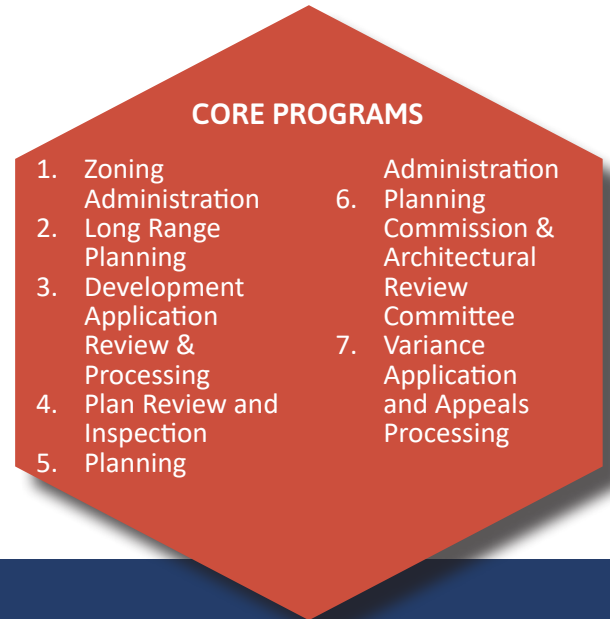 CORE PROGRAMS
1. Zoning
Administration
2. Long Range
Planning
3. Development
Application
Review &
Processing
4. Plan Review and
Inspection
5. Planning
Administration
6. Planning
Commission &
Architectural
Review
Committee
7. Variance
Application
and Appeals
Processing